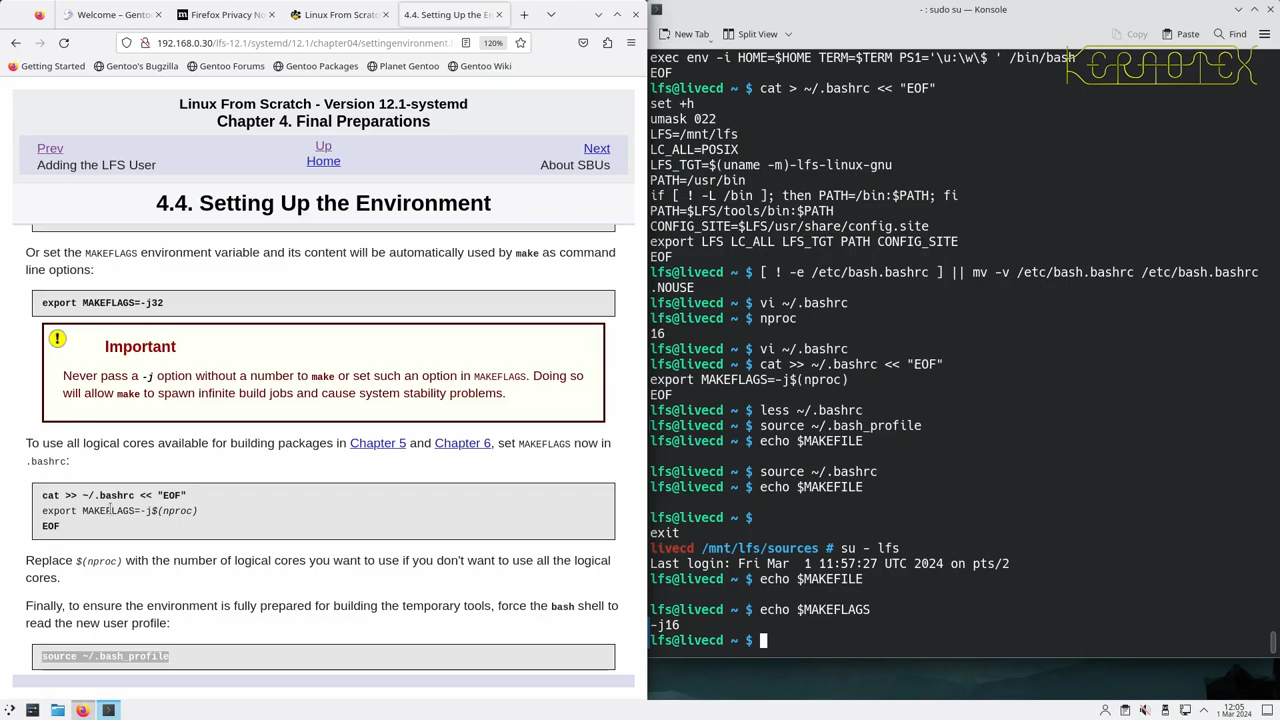 Welcome – Gentoo
Firefox Privacy No
Linux From Scratch
4.4. Setting Up the En
192.168.0.30/lfs-12.1/systemd/12.1/chapter04/settingenvironment.
120%
Getting Started
Gentoo's Bugzilla
Gentoo Forums
Gentoo Packages
Planet Gentoo
Gentoo Wiki
Linux From Scratch - Version 12.1-systemd
Chapter 4. Final Preparations
Prev
Up
Next
Adding the LFS User
Home
About SBUs
4.4. Setting Up the Environment
Or set the MAKEFLAGS environment variable and its content will be automatically used by make as command
line options:
export MAKEFLAGS=-j32
Important
Never pass a -j option without a number to make or set such an option in MAKEFLAGS. Doing so
will allow make to spawn infinite build jobs and cause system stability problems.
To use all logical cores available for building packages in Chapter 5 and Chapter 6, set MAKEFLAGS now in
.bashrc:
cat >> ~/.bashrc << "EOF"
export MAKEFLAGS=-j$(nproc)
EOF
Replace $(nproc) with the number of logical cores you want to use if you don't want to use all the logical
cores.
Finally, to ensure the environment is fully prepared for building the temporary tools, force the bash shell to
read the new user profile:
source ~/.bash_profile
- : sudo su — Konsole
New Tab
Split View
Copy
Paste
Find
KERNOTEX
exec env -i HOME=$HOME TERM=$TERM PS1='\u:\w\$ ' /bin/bash
EOF
lfs@livecd ~ $ cat > ~/.bashrc << "EOF"
set +h
umask 022
LFS=/mnt/lfs
LC_ALL=POSIX
LFS_TGT=$(uname -m)-lfs-linux-gnu
PATH=/usr/bin
if [ ! -L /bin ]; then PATH=/bin:$PATH; fi
PATH=$LFS/tools/bin:$PATH
CONFIG_SITE=$LFS/usr/share/config.site
export LFS LC_ALL LFS_TGT PATH CONFIG_SITE
EOF
lfs@livecd ~ $ [ ! -e /etc/bash.bashrc ] || mv -v /etc/bash.bashrc /etc/bash.bashrc
.NOUSE
lfs@livecd ~ $ vi ~/.bashrc
lfs@livecd ~ $ nproc
16
lfs@livecd ~ $ vi ~/.bashrc
lfs@livecd ~ $ cat >> ~/.bashrc << "EOF"
export MAKEFLAGS=-j$(nproc)
EOF
lfs@livecd ~ $ less ~/.bashrc
lfs@livecd ~ $ source ~/.bash_profile
lfs@livecd ~ $ echo $MAKEFILE
lfs@livecd ~ $ source ~/.bashrc
lfs@livecd ~ $ echo $MAKEFILE
lfs@livecd ~ $
exit
livecd /mnt/lfs/sources # su - lfs
Last login: Fri Mar  1 11:57:27 UTC 2024 on pts/2
lfs@livecd ~ $ echo $MAKEFILE
lfs@livecd ~ $ echo $MAKEFLAGS
-j16
lfs@livecd ~ $
12:05
1 Mar 2024